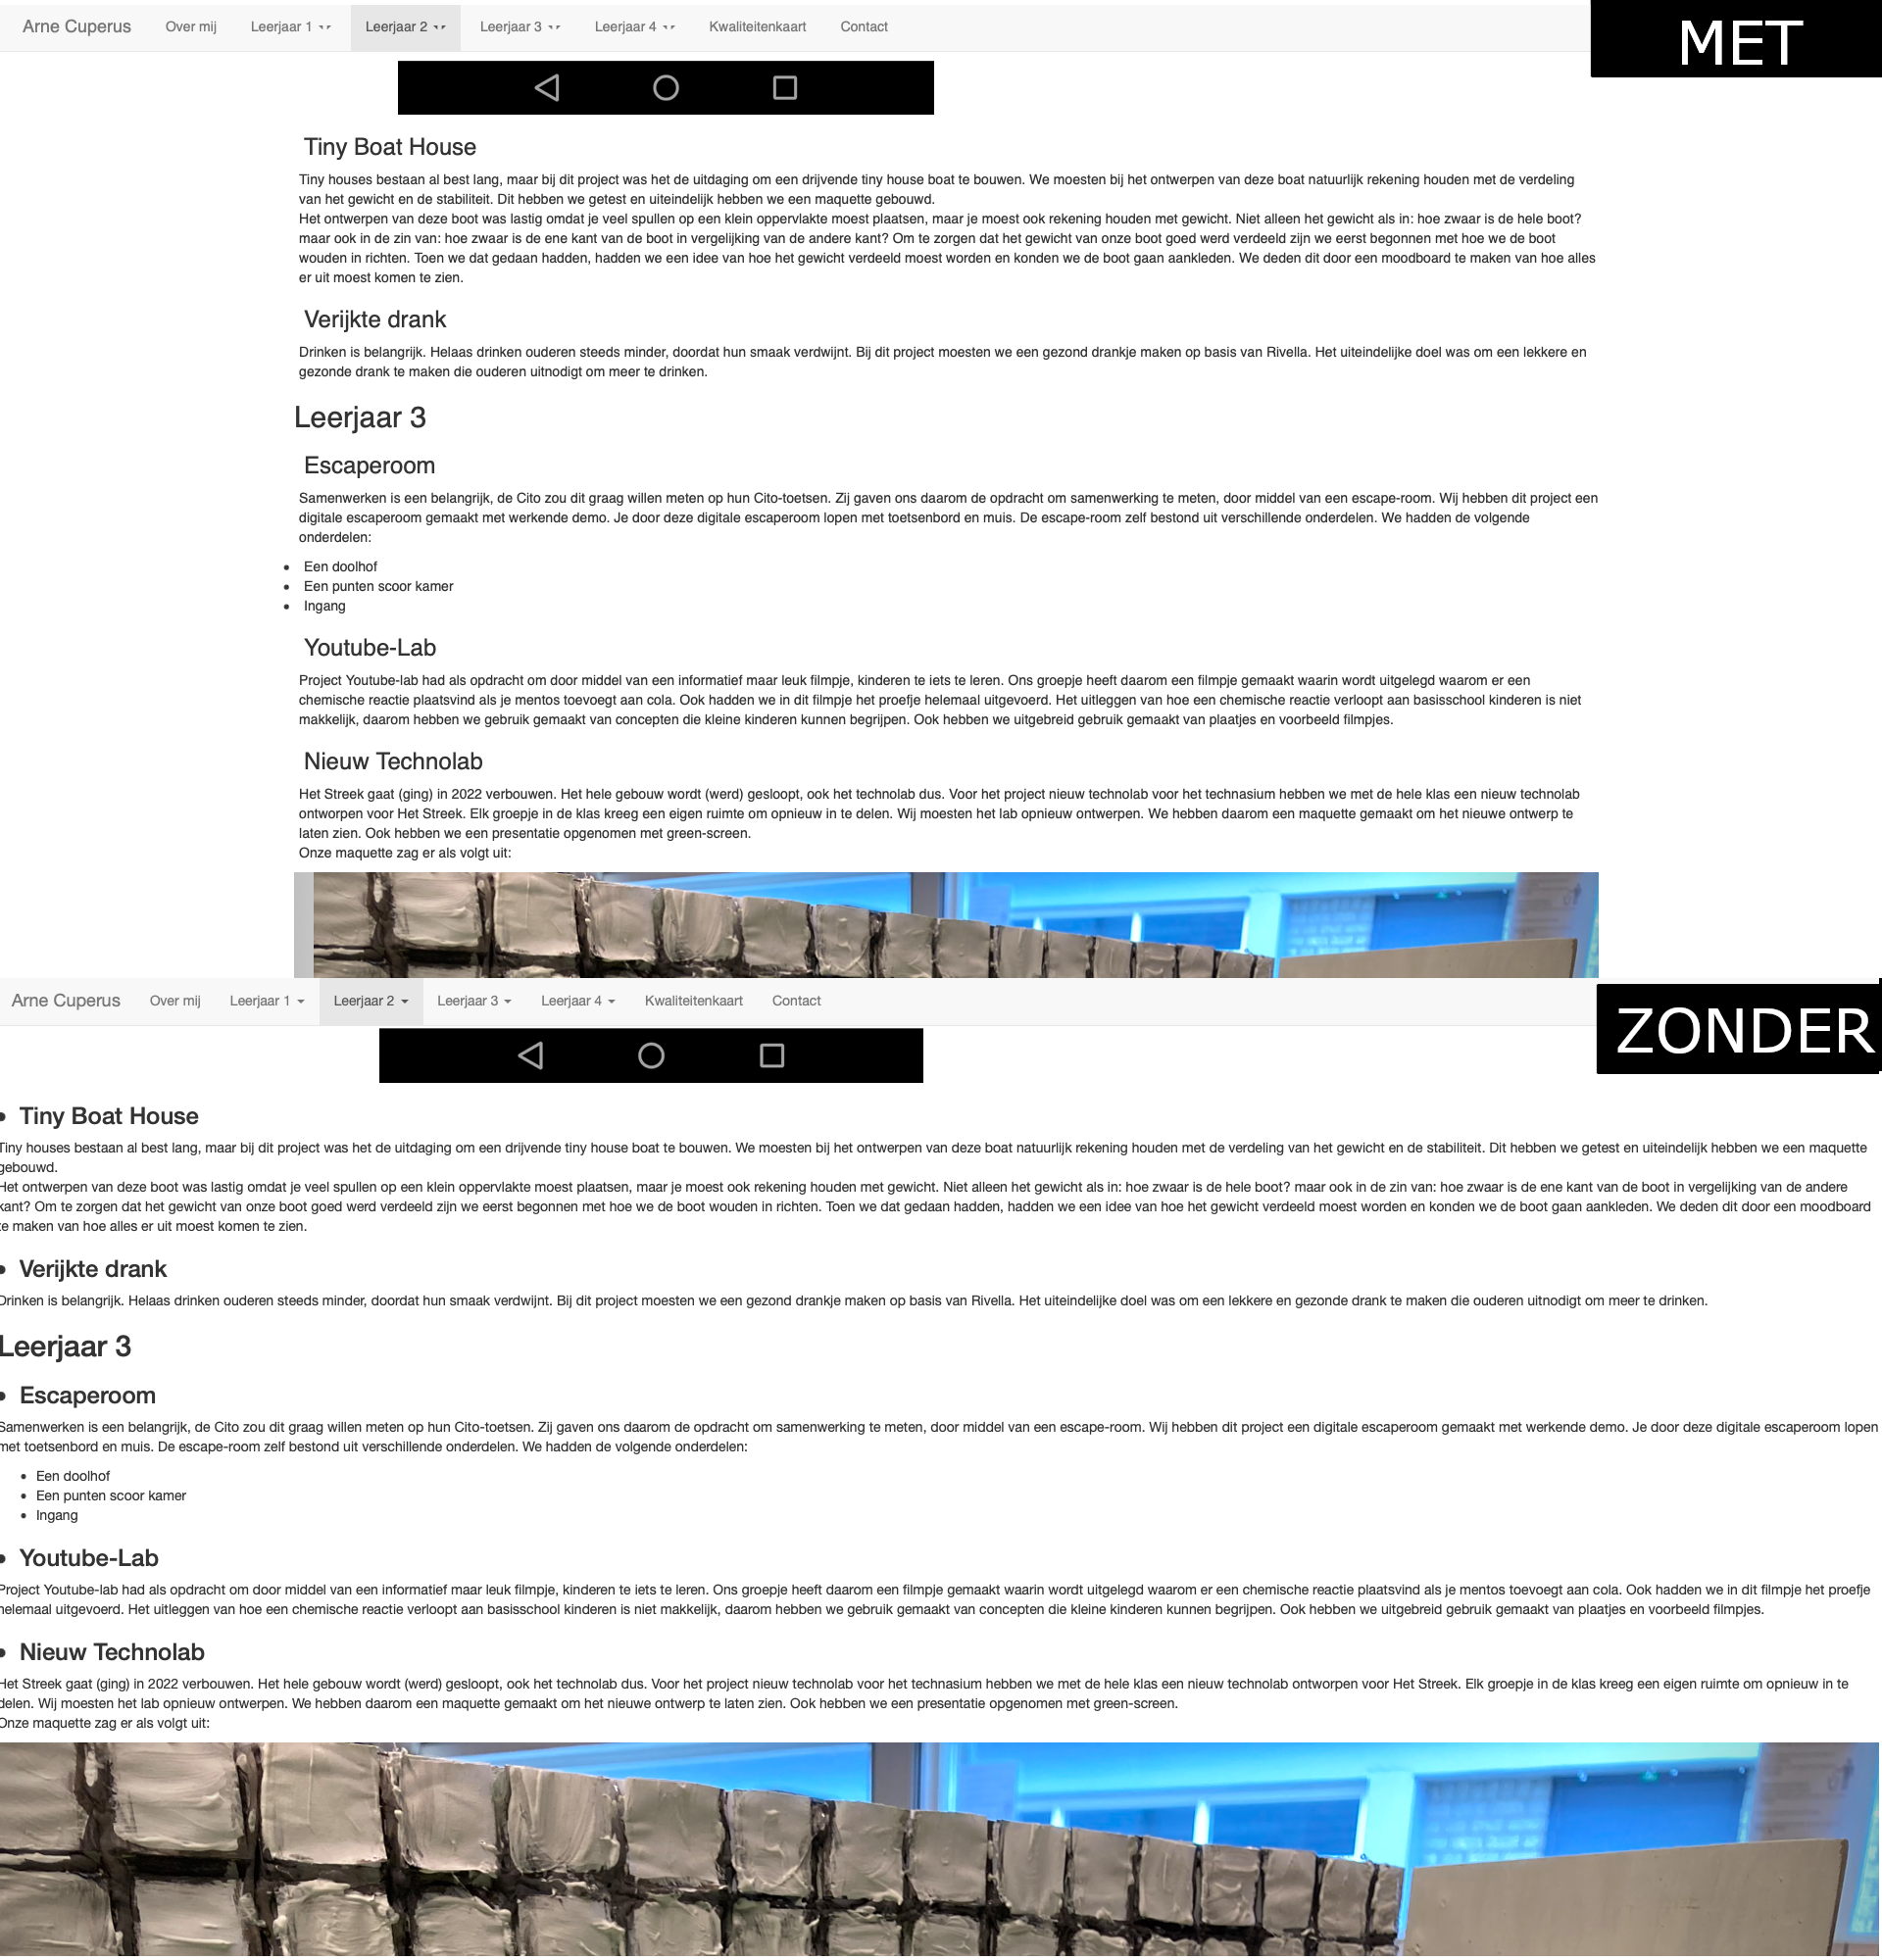 Arne Cuperus Over mij Leerjaar 1 Leerjaar 2 Leerjaar 3 Leerjaar 4 Kwaliteitenkaart Contact
MET
Tiny Boat House
Tiny houses bestaan al best lang, maar bij dit project was het de uitdaging om een drijvende tiny house boat te bouwen. We moesten bij het ontwerpen van deze boat natuurlijk rekening houden met de verdeling
van het gewicht en de stabiliteit. Dit hebben we getest en uiteindelijk hebben we een maquette gebouwd.
Het ontwerpen van deze boot was lastig omdat je veel spullen op een klein oppervlakte moest plaatsen, maar je moest ook rekening houden met gewicht. Niet alleen het gewicht als in: hoe zwaar is de hele boot?
maar ook in de zin van: hoe zwaar is de ene kant van de boot in vergelijking van de andere kant? Om te zorgen dat het gewicht van onze boot goed werd verdeeld zijn we eerst begonnen met hoe we de boot
wouden in richten. Toen we dat gedaan hadden, hadden we een idee van hoe het gewicht verdeeld moest worden en konden we de boot gaan aankleden. We deden dit door een moodboard te maken van hoe alles
er uit moest komen te zien.
Verijkte drank
Drinken is belangrijk. Helaas drinken ouderen steeds minder, doordat hun smaak verdwijnt. Bij dit project moesten we een gezond drankje maken op basis van Rivella. Het uiteindelijke doel was om een lekkere en
gezonde drank te maken die ouderen uitnodigt om meer te drinken.
Leerjaar 3
Escaperoom
Samenwerken is een belangrijk, de Cito zou dit graag willen meten op hun Cito-toetsen. Zij gaven ons daarom de opdracht om samenwerking te meten, door middel van een escape-room. Wij hebben dit project een
digitale escaperoom gemaakt met werkende demo. Je door deze digitale escaperoom lopen met toetsenbord en muis. De escape-room zelf bestond uit verschillende onderdelen. We hadden de volgende
onderdelen:
• Een doolhof
• Een punten scoor kamer
• Ingang
Youtube-Lab
Project Youtube-lab had als opdracht om door middel van een informatief maar leuk filmpje, kinderen te iets te leren. Ons groepje heeft daarom een filmpje gemaakt waarin wordt uitgelegd waarom er een
chemische reactie plaatsvind als je mentos toevoegt aan cola. Ook hadden we in dit filmpje het proefje helemaal uitgevoerd. Het uitleggen van hoe een chemische reactie verloopt aan basisschool kinderen is niet
makkelijk, daarom hebben we gebruik gemaakt van concepten die kleine kinderen kunnen begrijpen. Ook hebben we uitgebreid gebruik gemaakt van plaatjes en voorbeeld filmpjes.
Nieuw Technolab
Het Streek gaat (ging) in 2022 verbouwen. Het hele gebouw wordt (werd) gesloopt, ook het technolab dus. Voor het project nieuw technolab voor het technasium hebben we met de hele klas een nieuw technolab
ontworpen voor Het Streek. Elk groepje in de klas kreeg een eigen ruimte om opnieuw in te delen. Wij moesten het lab opnieuw ontwerpen. We hebben daarom een maquette gemaakt om het nieuwe ontwerp te
laten zien. Ook hebben we een presentatie opgenomen met green-screen.
Onze maquette zag er als volgt uit:
Arne Cuperus Over mij Leerjaar 1 Leerjaar 2 Leerjaar 3 Leerjaar 4 Kwaliteitenkaart Contact
ZONDER
• Tiny Boat House
Tiny houses bestaan al best lang, maar bij dit project was het de uitdaging om een drijvende tiny house boat te bouwen. We moesten bij het ontwerpen van deze boat natuurlijk rekening houden met de verdeling van het gewicht en de stabiliteit. Dit hebben we getest en uiteindelijk hebben we een maquette
gebouwd.
Het ontwerpen van deze boot was lastig omdat je veel spullen op een klein oppervlakte moest plaatsen, maar je moest ook rekening houden met gewicht. Niet alleen het gewicht als in: hoe zwaar is de hele boot? maar ook in de zin van: hoe zwaar is de ene kant van de boot in vergelijking van de andere
kant? Om te zorgen dat het gewicht van onze boot goed werd verdeeld zijn we eerst begonnen met hoe we de boot wouden in richten. Toen we dat gedaan hadden, hadden we een idee van hoe het gewicht verdeeld moest worden en konden we de boot gaan aankleden. We deden dit door een moodboard
te maken van hoe alles er uit moest komen te zien.
• Verijkte drank
Drinken is belangrijk. Helaas drinken ouderen steeds minder, doordat hun smaak verdwijnt. Bij dit project moesten we een gezond drankje maken op basis van Rivella. Het uiteindelijke doel was om een lekkere en gezonde drank te maken die ouderen uitnodigt om meer te drinken.
Leerjaar 3
• Escaperoom
Samenwerken is een belangrijk, de Cito zou dit graag willen meten op hun Cito-toetsen. Zij gaven ons daarom de opdracht om samenwerking te meten, door middel van een escape-room. Wij hebben dit project een digitale escaperoom gemaakt met werkende demo. Je door deze digitale escaperoom lopen
met toetsenbord en muis. De escape-room zelf bestond uit verschillende onderdelen. We hadden de volgende onderdelen:
• Een doolhof
• Een punten scoor kamer
• Ingang
• Youtube-Lab
Project Youtube-lab had als opdracht om door middel van een informatief maar leuk filmpje, kinderen te iets te leren. Ons groepje heeft daarom een filmpje gemaakt waarin wordt uitgelegd waarom er een chemische reactie plaatsvind als je mentos toevoegt aan cola. Ook hadden we in dit filmpje het proefje
helemaal uitgevoerd. Het uitleggen van hoe een chemische reactie verloopt aan basisschool kinderen is niet makkelijk, daarom hebben we gebruik gemaakt van concepten die kleine kinderen kunnen begrijpen. Ook hebben we uitgebreid gebruik gemaakt van plaatjes en voorbeeld filmpjes.
• Nieuw Technolab
Het Streek gaat (ging) in 2022 verbouwen. Het hele gebouw wordt (werd) gesloopt, ook het technolab dus. Voor het project nieuw technolab voor het technasium hebben we met de hele klas een nieuw technolab ontworpen voor Het Streek. Elk groepje in de klas kreeg een eigen ruimte om opnieuw in te
delen. Wij moesten het lab opnieuw ontwerpen. We hebben daarom een maquette gemaakt om het nieuwe ontwerp te laten zien. Ook hebben we een presentatie opgenomen met green-screen.
Onze maquette zag er als volgt uit: